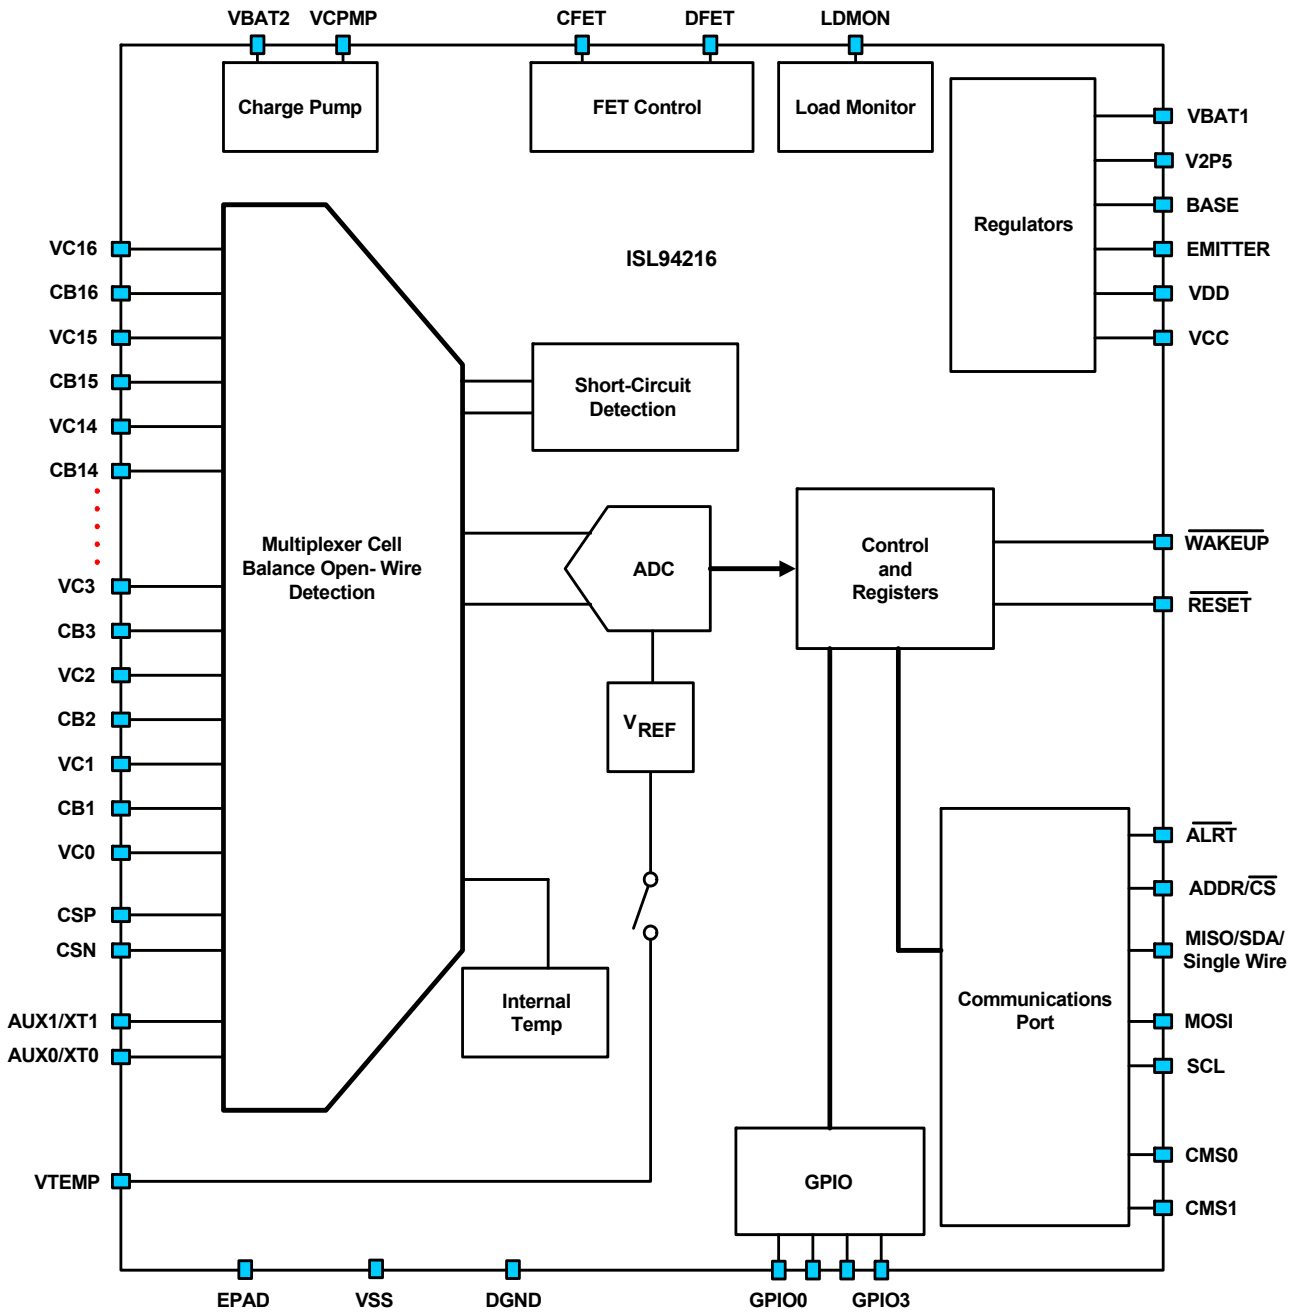 VBAT2 VCPMP CFET DFET LDMON
Charge Pump
FET Control
Load Monitor
Regulators
VBAT1
V2P5
BASE
EMITTER
VDD
VCC
ISL94216
VC16
CB16
VC15
CB15
VC14
CB14
VC3
CB3
VC2
CB2
VC1
CB1
VC0
CSP
CSN
AUX1/XT1
AUX0/XT0
VTEMP
Multiplexer Cell
Balance Open- Wire
Detection
Short-Circuit
Detection
ADC
VREF
Internal
Temp
Control
and
Registers
WAKEUP
RESET
Communications
Port
ALRT
ADDR/CS
MISO/SDA/
Single Wire
MOSI
SCL
CMS0
CMS1
GPIO
EPAD VSS DGND GPIO0 GPIO3